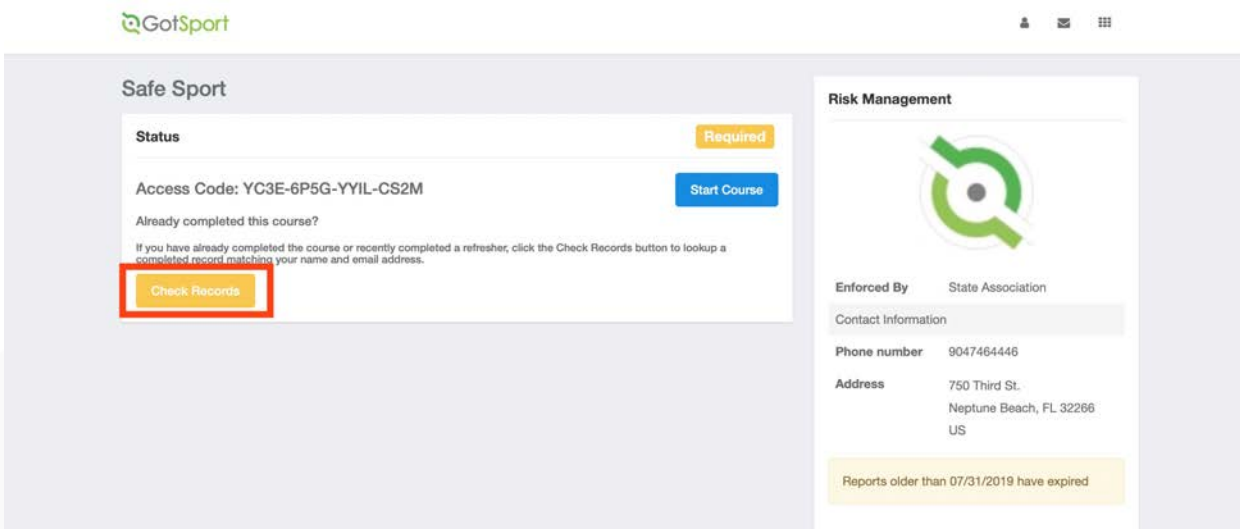 GotSport
Safe Sport
Status
Required
Access Code: YC3E-6P5G-YYIL-CS2M
Start Course
Already completed this course?
If you have already completed the course or recently completed a refresher, click the Check Records button to lookup a
completed record matching your name and email address.
Check Records
Risk Management
Enforced By State Association
Contact Information
Phone number 9047464446
Address 750 Third St.
Neptune Beach, FL 32266
US
Reports older than 07/31/2019 have expired